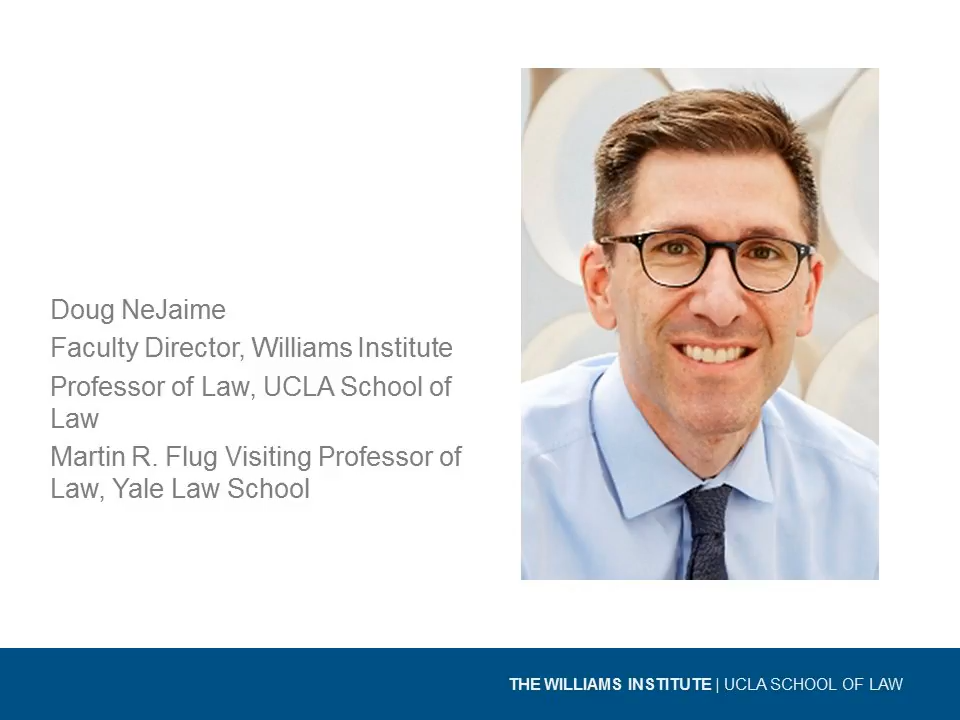 Doug NeJaime
Faculty Director, Williams Institute
Professor of Law, UCLA School of
Law
Martin R. Flug Visiting Professor of
Law, Yale Law School
THE WILLIAMS INSTITUTE | UCLA SCHOOL OF LAW